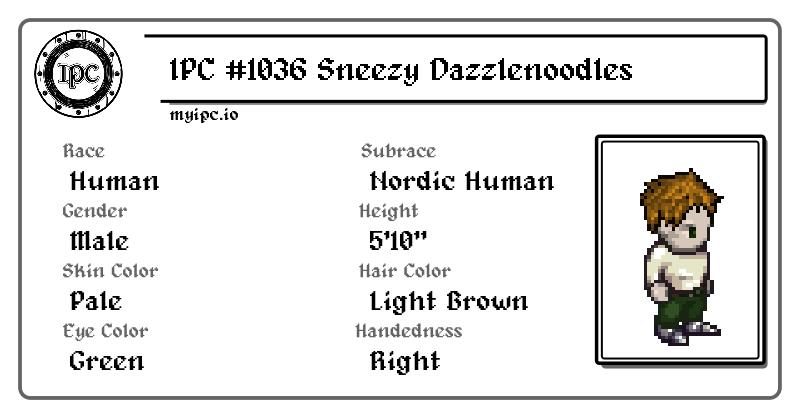 IPC
IPC #1036 Sneezy Dazzlenoodles
myipc.io
Race
Human
Subrace
Nordic Human
Gender
Male
Height
5'10"
Skin Color
Pale
Hair Color
Light Brown
Eye Color
Green
Handedness
Right